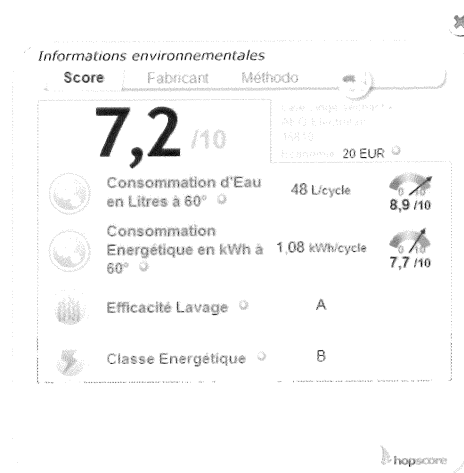 Informations environnementales
Score Fabricant Méthodo
7,2 /10
20 EUR
Consommation d'Eau
en Litres à 60°
48 L/cycle
8,9 /10
Consommation
Energétique en kWh à
60°
1,08 kWh/cycle
7,7 /10
Efficacité Lavage
A
Classe Energétique
B
hopscore